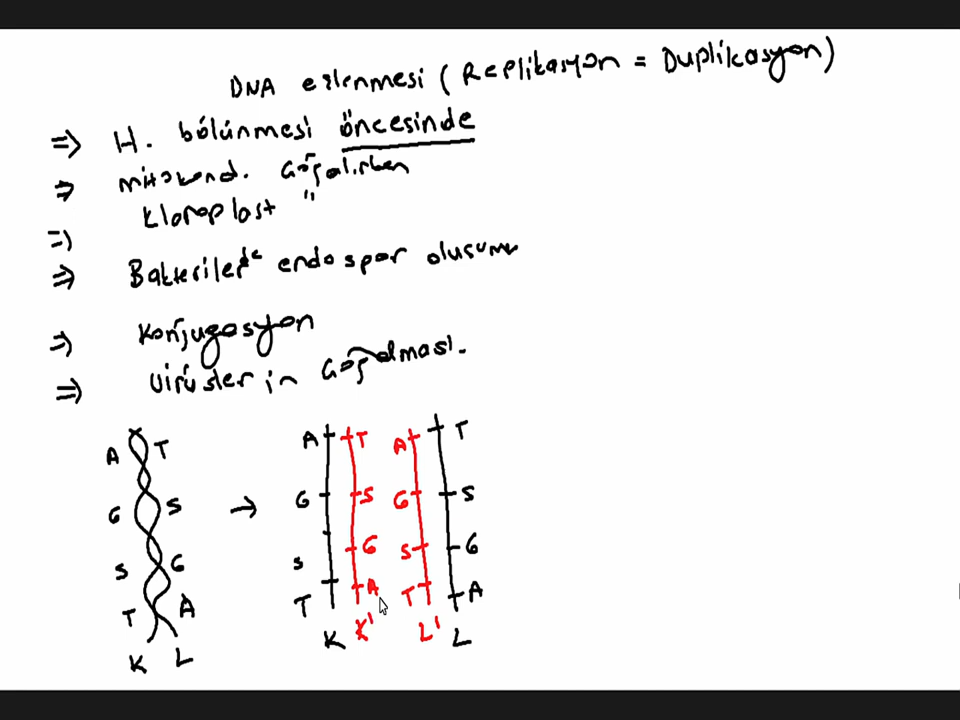 DNA eşlenmesi (Replikasyon = Duplikasyon)
⇒ H. bölünmesi öncesinde
⇒ mitokond. çoğalırken
⇒ kloroplast "
⇒ Bakterilerde endospor oluşumu
⇒ Konjugasyon
⇒ Virüslerin çoğalması.
A T A T A T
G S → G S G S
S G S G S G
T A T A T A
K L K K' L' L